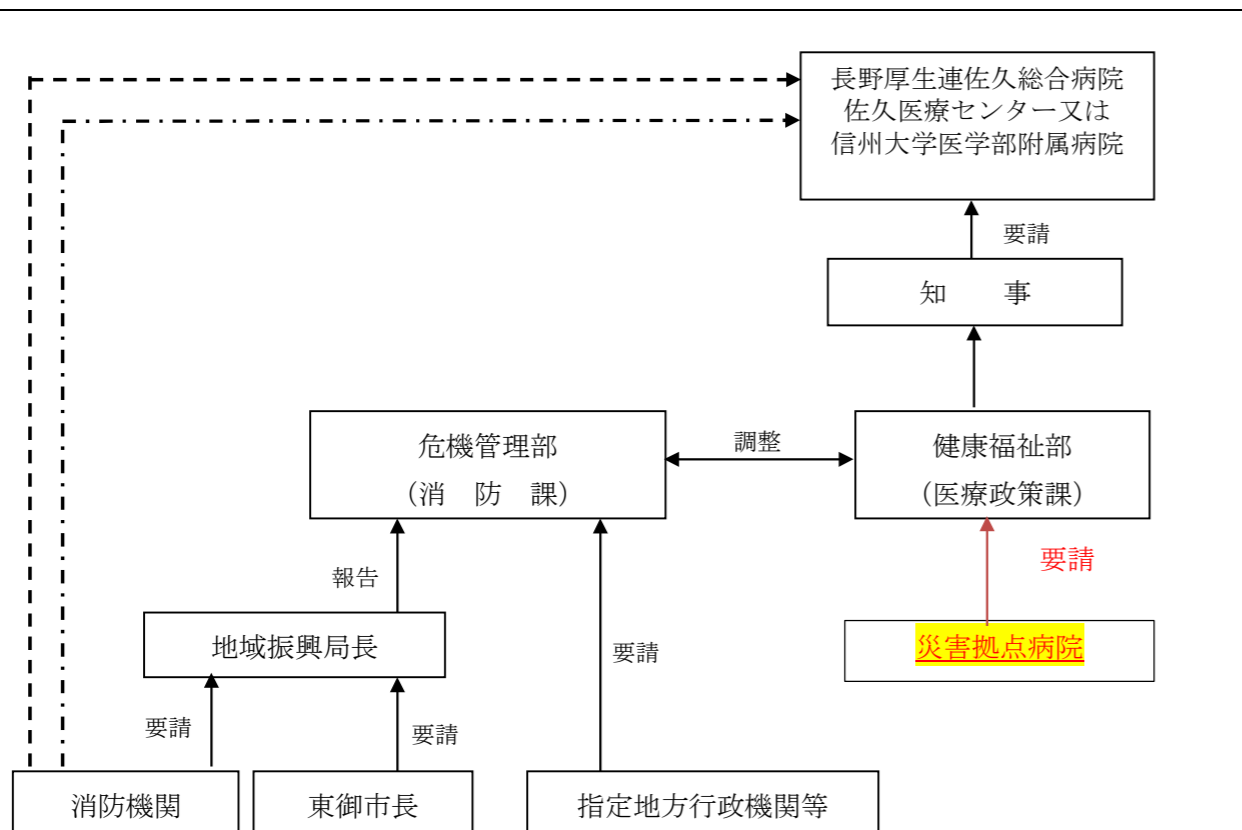 長野厚生連佐久総合病院
佐久医療センター又は
信州大学医学部附属病院
要請
知　　事
危機管理部
（消　防　課）
調整
健康福祉部
（医療政策課）
要請
報告
地域振興局長
要請
災害拠点病院
要請
要請
消防機関
東御市長
指定地方行政機関等